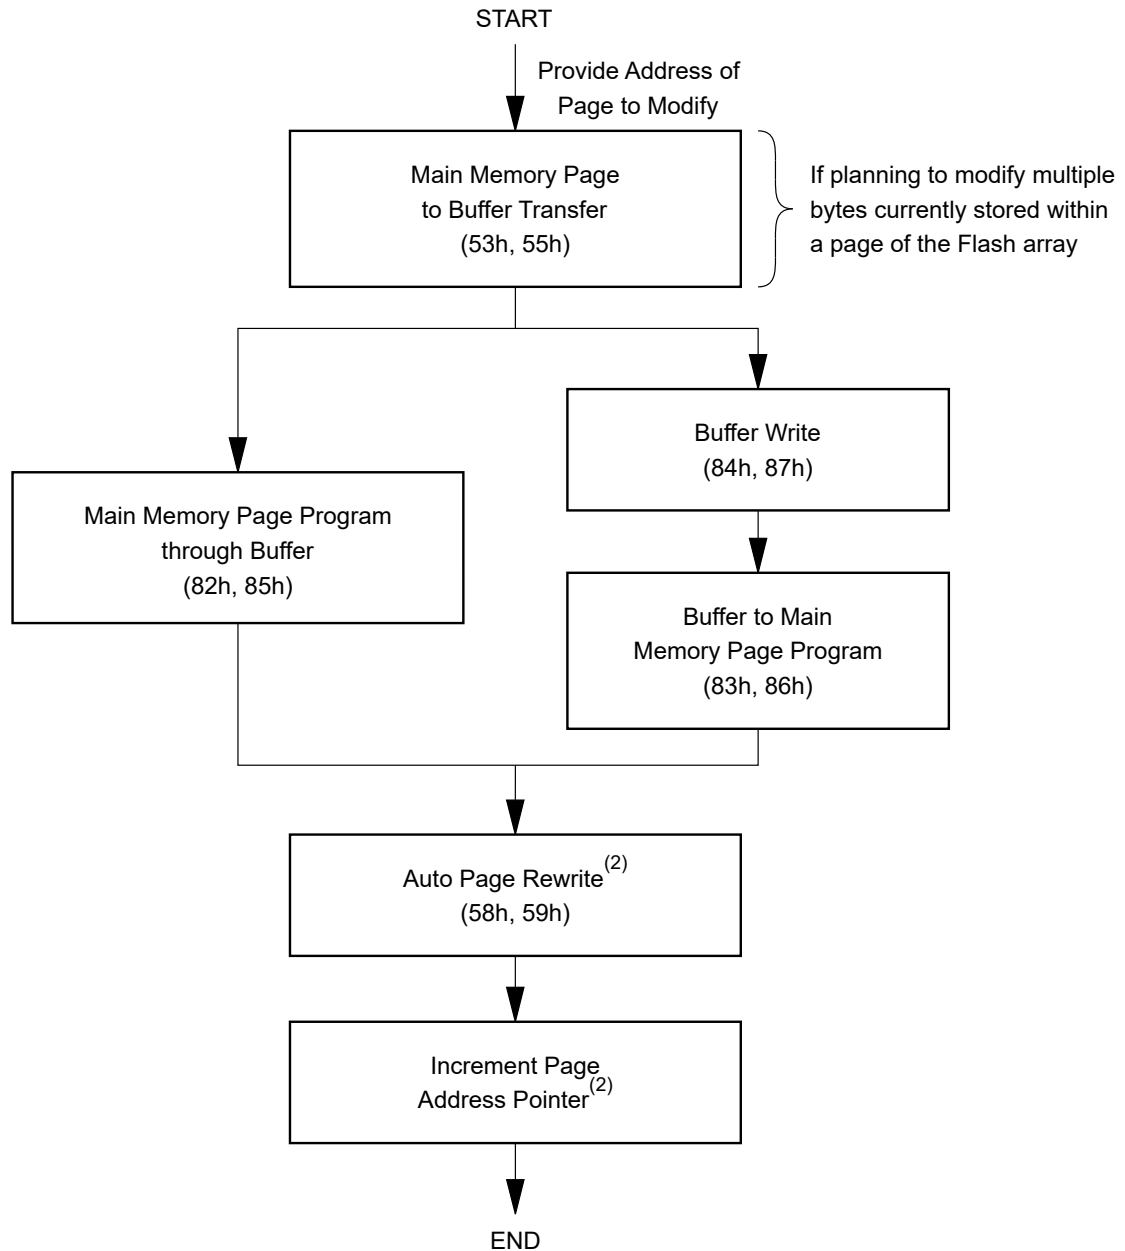 START
Provide Address of
Page to Modify
Main Memory Page
to Buffer Transfer
(53h, 55h)
If planning to modify multiple
bytes currently stored within
a page of the Flash array
Buffer Write
(84h, 87h)
Main Memory Page Program
through Buffer
(82h, 85h)
Buffer to Main
Memory Page Program
(83h, 86h)
Auto Page Rewrite(2)
(58h, 59h)
Increment Page
Address Pointer(2)
END